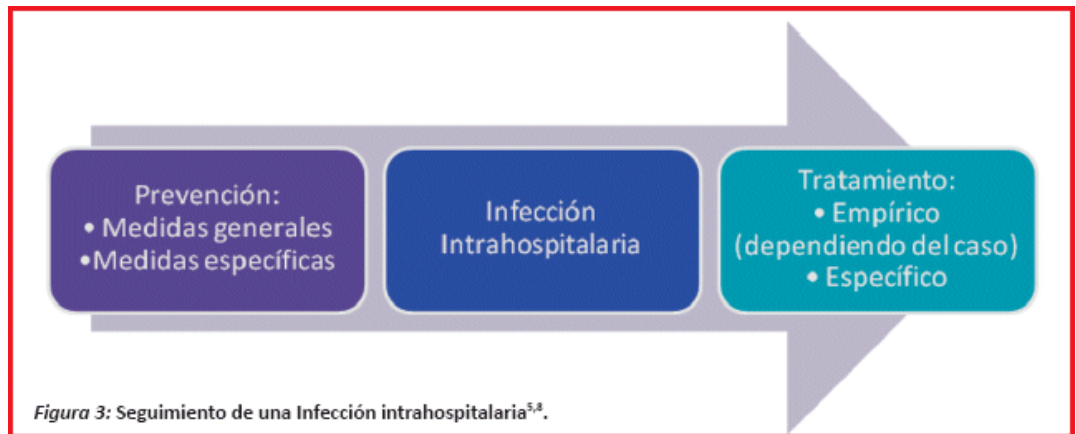 Prevención:
• Medidas generales
•Medidas específicas
Infección
Intrahospitalaria
Tratamiento:
• Empírico
(dependiendo del caso)
• Específico
Figura 3: Seguimiento de una Infección intrahospitalaria⁵,⁸.